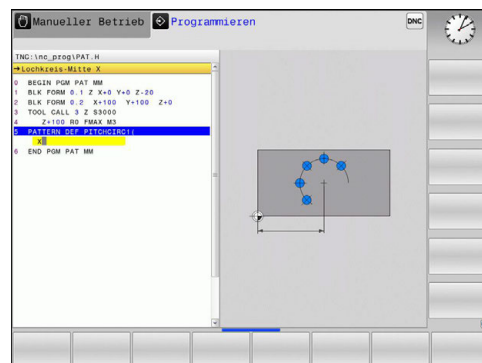 Manueller Betrieb
Programmieren
DNC
TNC:\nc_prog\PAT.H
→Lochkreis-Mitte X
0 BEGIN PGM PAT MM
1 BLK FORM 0.1 Z X+0 Y+0 Z-20
2 BLK FORM 0.2 X+100 Y+100 Z+0
3 TOOL CALL 3 Z S3000
4 Z+100 R0 FMAX M3
5 PATTERN DEF PITCHCIRC1(
X
6 END PGM PAT MM